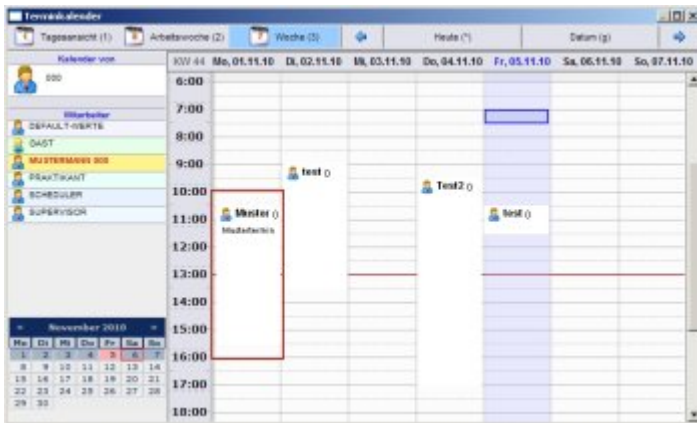 Terminkalender
Tagesansicht (1) Arbeitswoche (2) 7 Woche (3) Heute (*) Datum (g)
Kalender von
000
Mitarbeiter
DEFAULT-WERTE
GAST
MUSTERMANN 000
PRAKTIKANT
SCHEDULER
SUPERVISOR
KW 44 Mo, 01.11.10 Di, 02.11.10 Mi, 03.11.10 Do, 04.11.10 Fr, 05.11.10 Sa, 06.11.10 So, 07.11.10
6:00
7:00
8:00
9:00
test ()
10:00
Test2 ()
11:00
Muster ()
test ()
Mustertermin
12:00
13:00
14:00
15:00
16:00
17:00
18:00
November 2010
Mo Di Mi Do Fr Sa So
1 2 3 4 5 6 7
8 9 10 11 12 13 14
15 16 17 18 19 20 21
22 23 24 25 26 27 28
29 30